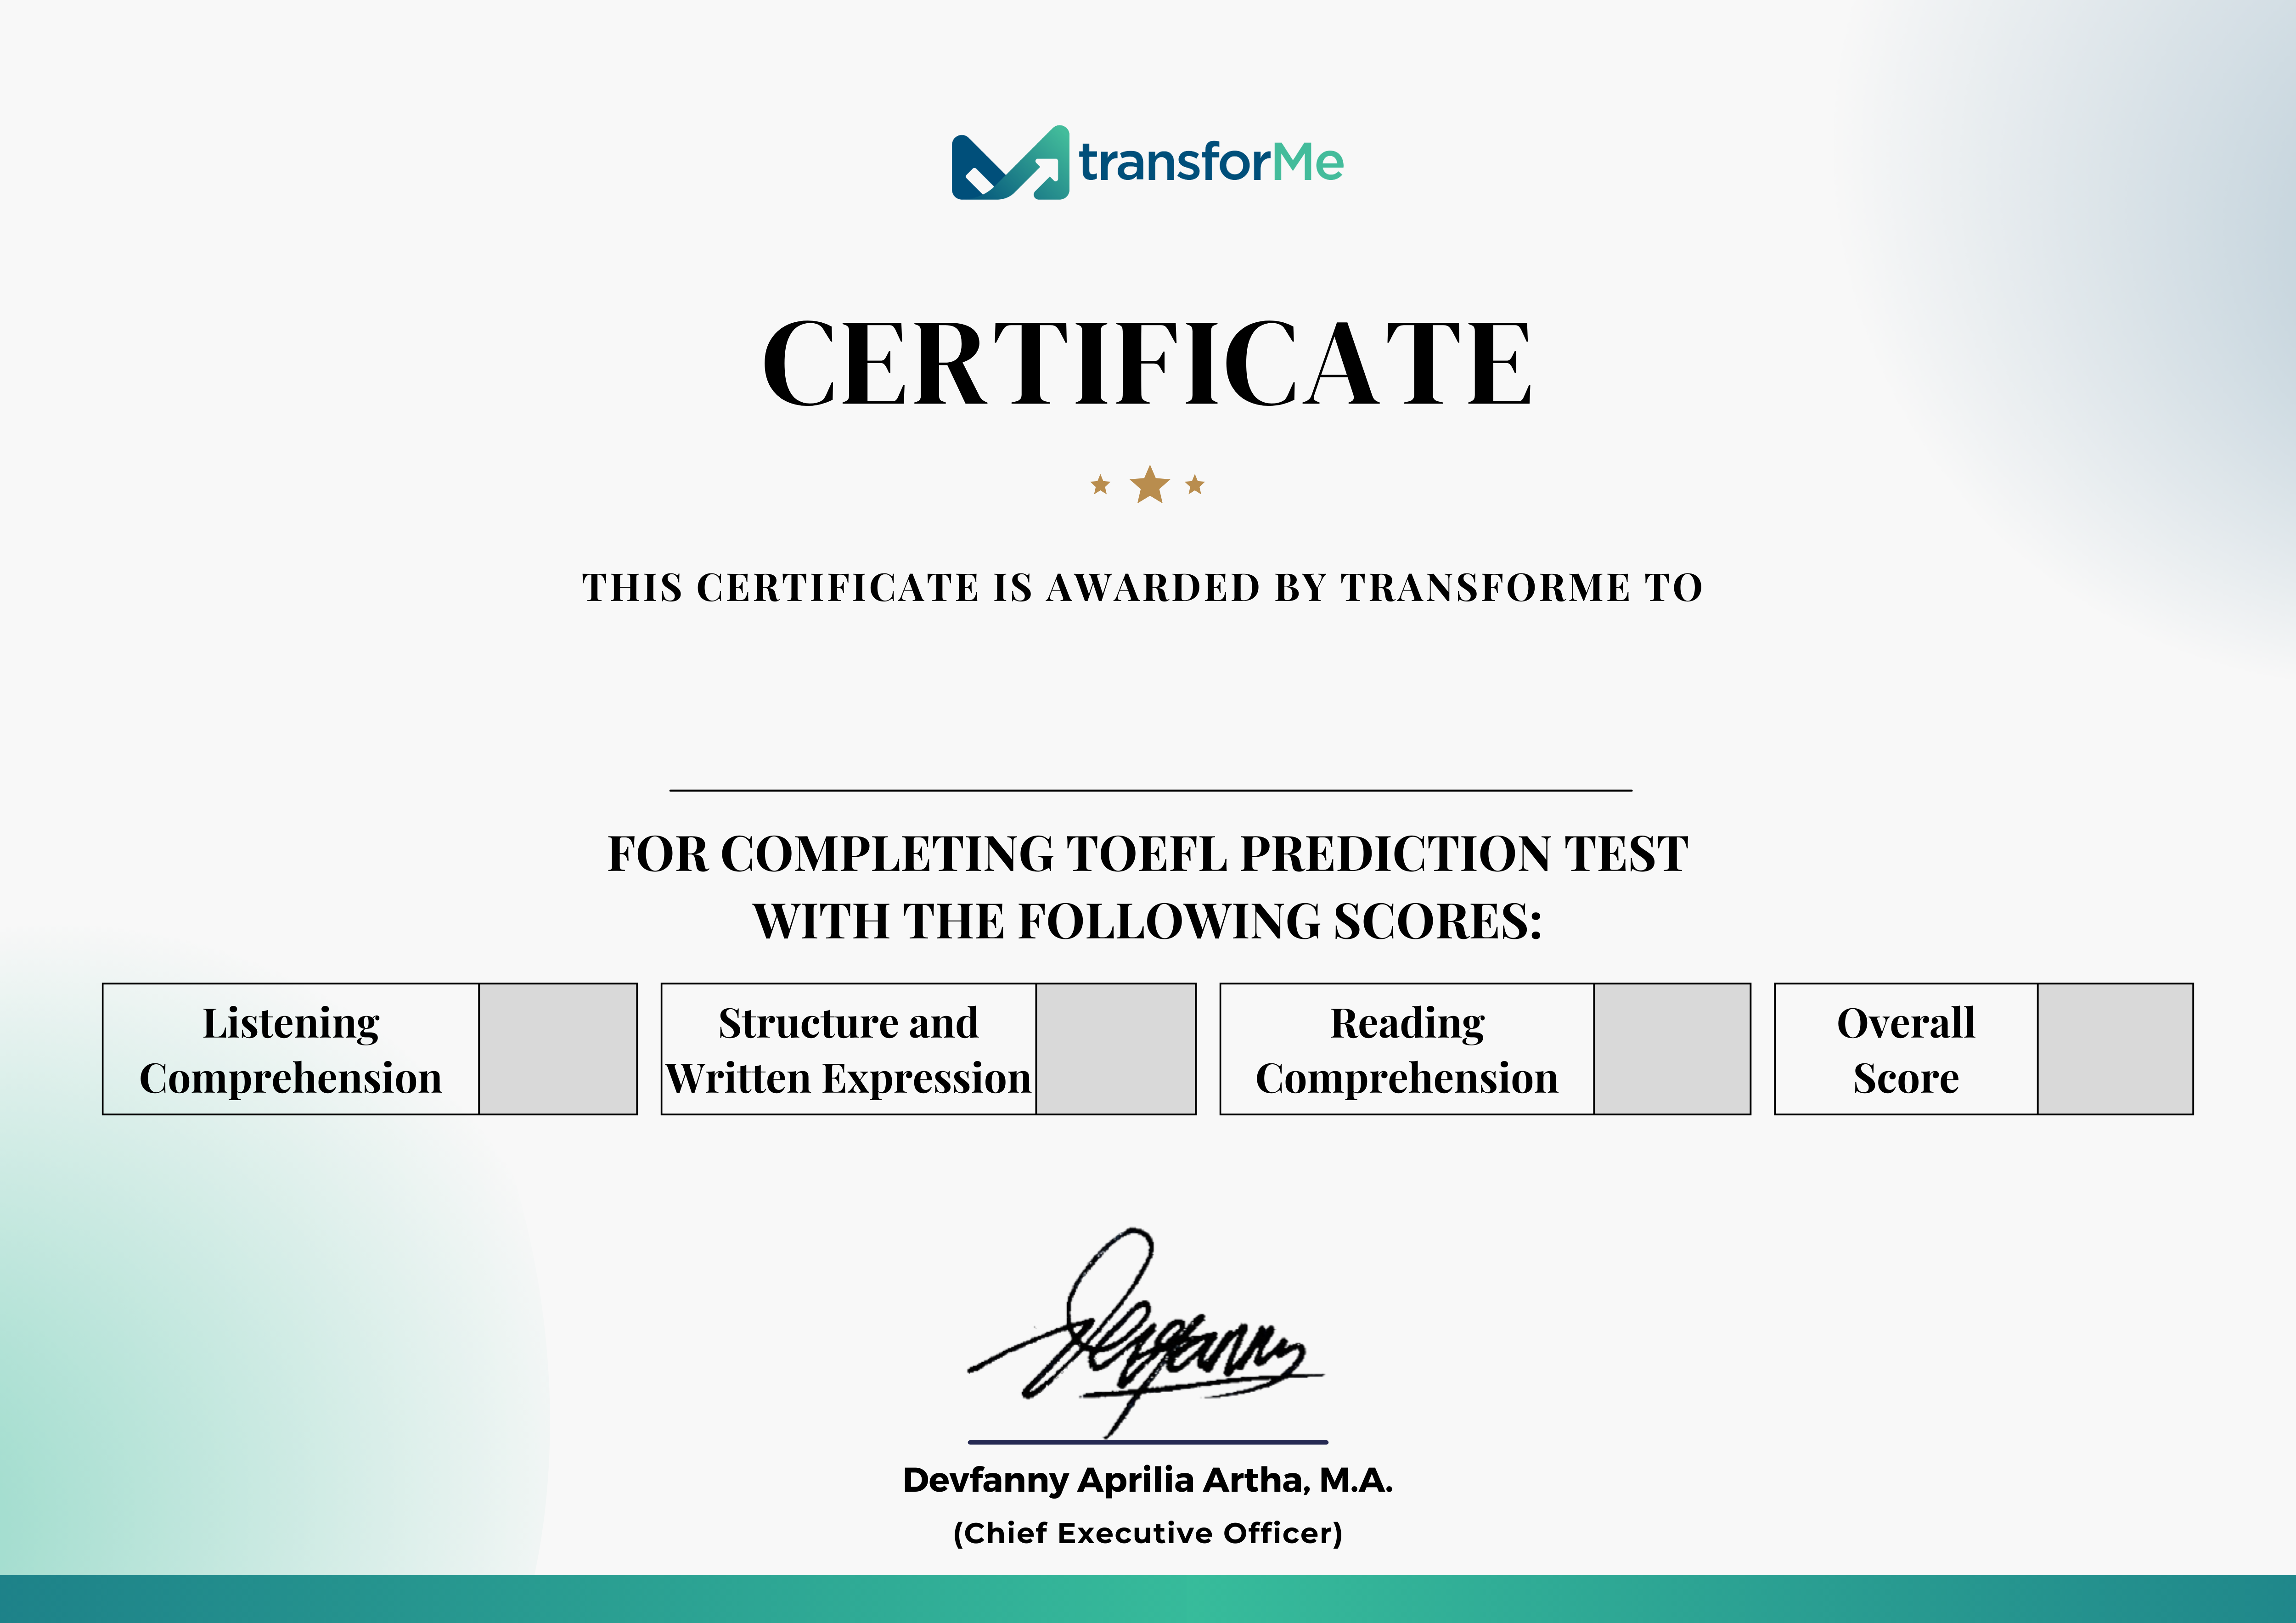 transforMe
CERTIFICATE
THIS CERTIFICATE IS AWARDED BY TRANSFORME TO
FOR COMPLETING TOEFL PREDICTION TEST
WITH THE FOLLOWING SCORES:
Listening
Comprehension
Structure and
Written Expression
Reading
Comprehension
Overall
Score
Devfanny
Devfanny Aprilia Artha, M.A.
(Chief Executive Officer)